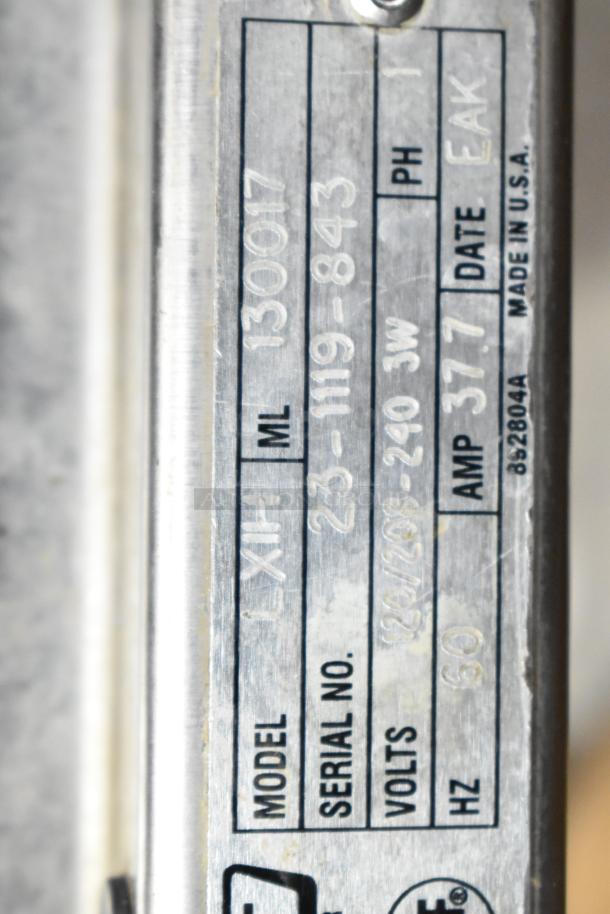 MODEL LXIH ML 130017
SERIAL NO. 23-1119-843
VOLTS 120/208-240 3W PH 1
HZ 60 AMP 37.7 DATE EAK
892804A MADE IN U.S.A.